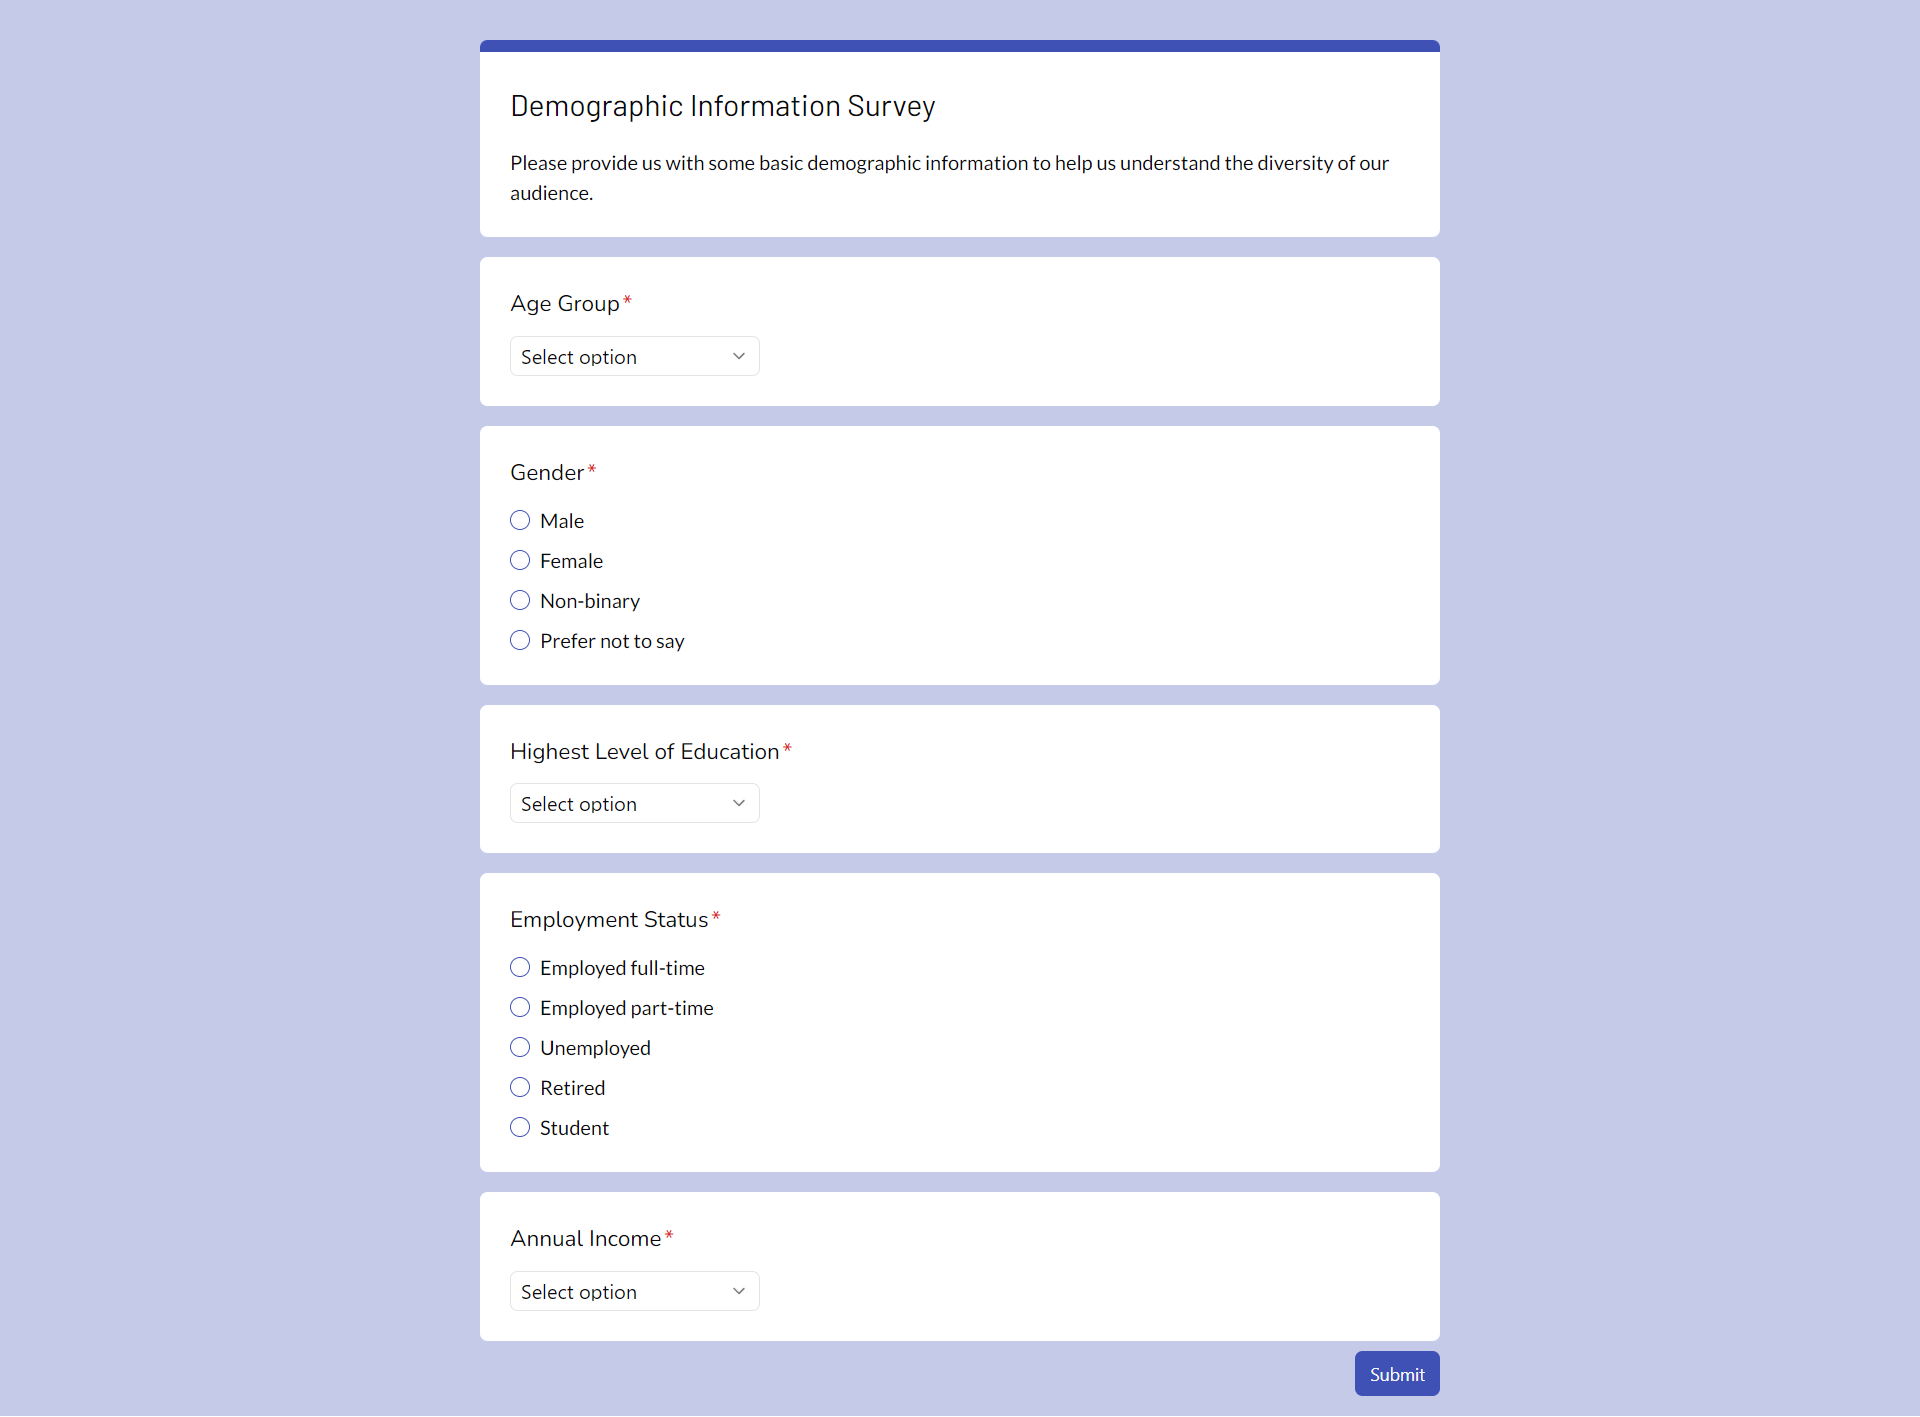 Demographic Information Survey
Please provide us with some basic demographic information to help us understand the diversity of our
audience.
Age Group*
Select option
Gender*
Male
Female
Non-binary
Prefer not to say
Highest Level of Education*
Select option
Employment Status*
Employed full-time
Employed part-time
Unemployed
Retired
Student
Annual Income*
Select option
Submit